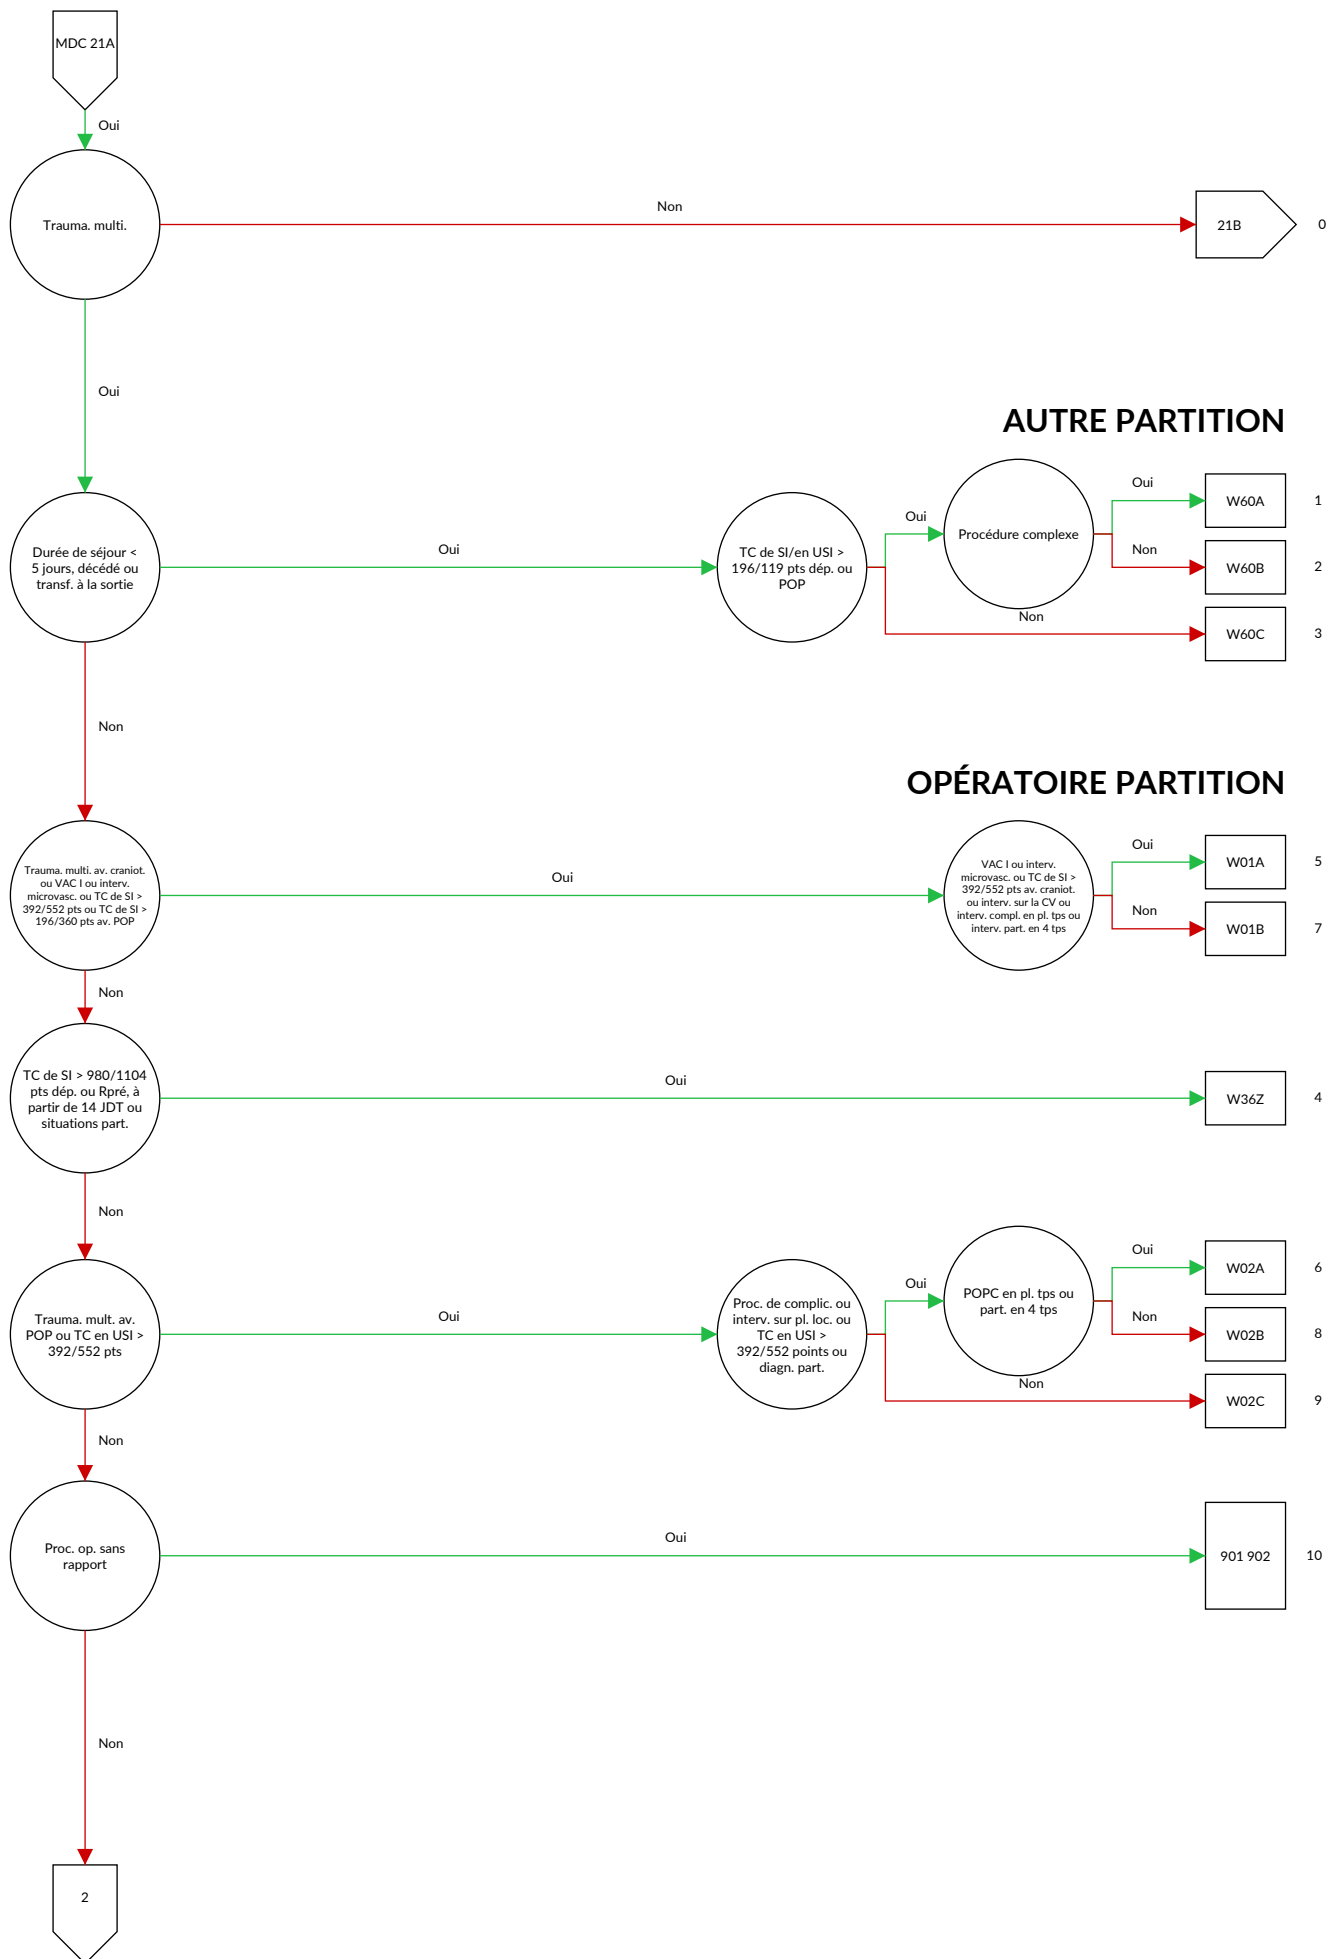 MDC 21A
Oui
Trauma. multi.
Non
21B
0
Oui
AUTRE PARTITION
Durée de séjour <
5 jours, décédé ou
transf. à la sortie
Oui
TC de SI/en USI >
196/119 pts dép. ou
POP
Oui
Procédure complexe
Oui
W60A
1
Non
W60B
2
Non
W60C
3
Non
OPÉRATOIRE PARTITION
Trauma. multi. av. craniot.
ou VAC I ou interv.
microvasc. ou TC de SI >
392/552 pts ou TC de SI >
196/360 pts av. POP
Oui
VAC I ou interv.
microvasc. ou TC de SI >
392/552 pts av. craniot.
ou interv. sur la CV ou
interv. compl. en pl. tps ou
interv. part. en 4 tps
Oui
W01A
5
Non
W01B
7
Non
TC de SI > 980/1104
pts dép. ou Rpré, à
partir de 14 JDT ou
situations part.
Oui
W36Z
4
Non
Trauma. mult. av.
POP ou TC en USI >
392/552 pts
Oui
Proc. de complic. ou
interv. sur pl. loc. ou
TC en USI >
392/552 points ou
diagn. part.
Oui
POPC en pl. tps ou
part. en 4 tps
Oui
W02A
6
Non
W02B
8
Non
W02C
9
Non
Proc. op. sans
rapport
Oui
901 902
10
Non
2